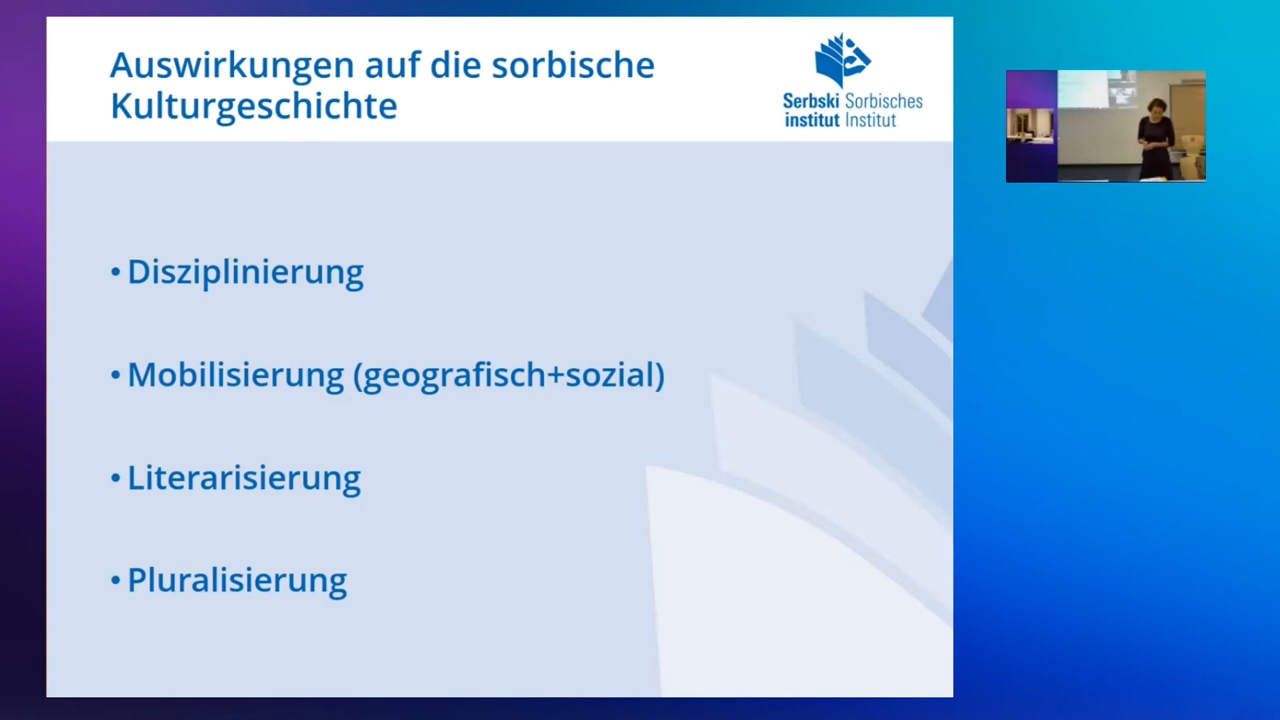 Auswirkungen auf die sorbische
Kulturgeschichte
Serbski Sorbisches
institut Institut
• Disziplinierung
• Mobilisierung (geografisch+sozial)
• Literarisierung
• Pluralisierung